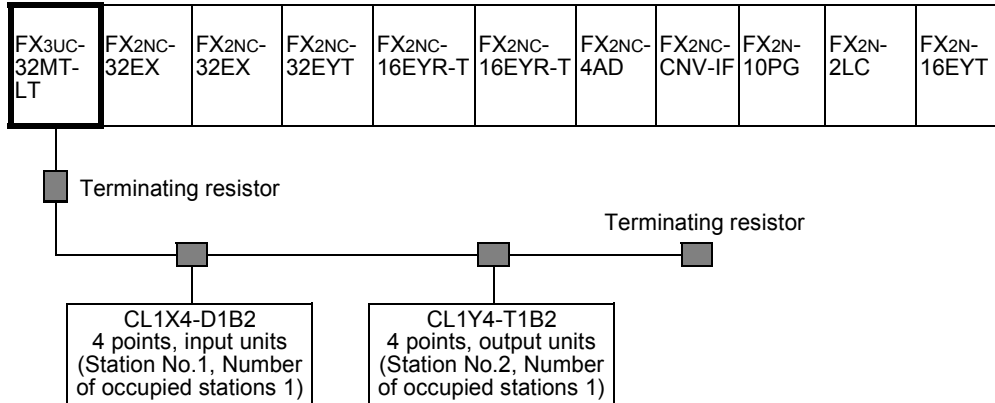 FX3UC-32MT-LT
FX2NC-32EX
FX2NC-32EX
FX2NC-32EYT
FX2NC-16EYR-T
FX2NC-16EYR-T
FX2NC-4AD
FX2NC-CNV-IF
FX2N-10PG
FX2N-2LC
FX2N-16EYT
Terminating resistor
Terminating resistor
CL1X4-D1B2
4 points, input units
(Station No.1, Number
of occupied stations 1)
CL1Y4-T1B2
4 points, output units
(Station No.2, Number
of occupied stations 1)